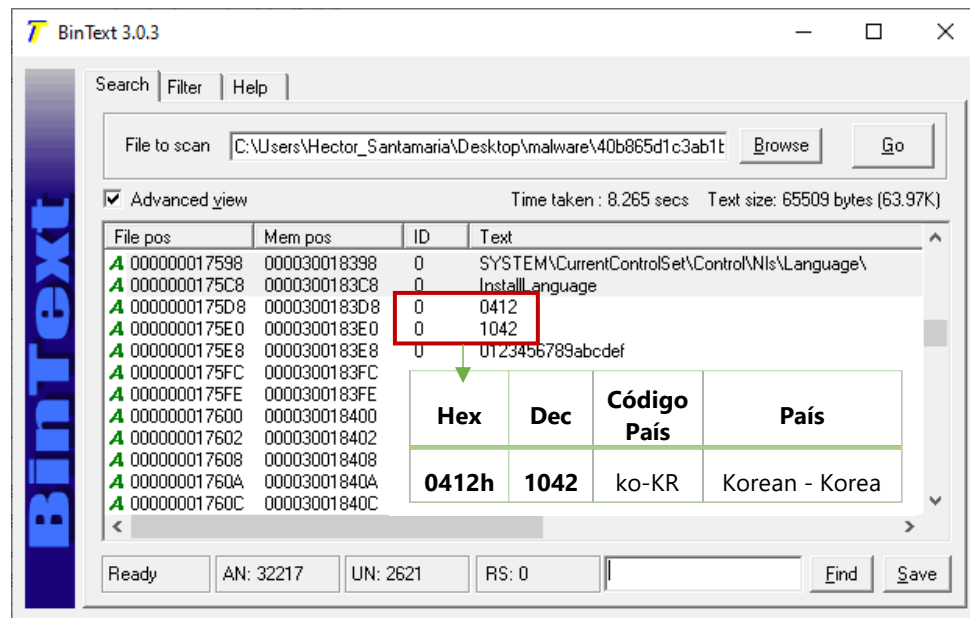 BinText 3.0.3
Search Filter Help
File to scan C:\Users\Hector_Santamaria\Desktop\malware\40b865d1c3ab1 Browse Go
Advanced view Time taken : 8.265 secs Text size: 65509 bytes (63.97K)
File pos Mem pos ID Text
A 000000017598 000030018398 0 SYSTEM\CurrentControlSet\Control\Nls\Language\
A 0000000175C8 0000300183C8 0 InstallLanguage
A 0000000175D8 0000300183D8 0 0412
A 0000000175E0 0000300183E0 0 1042
A 0000000175E8 0000300183E8 0 0123456789abcdef
A 0000000175FC 0000300183FC
A 0000000175FE 0000300183FE
A 000000017600 000030018400
A 000000017602 000030018402
A 000000017608 000030018408
A 00000001760A 00003001840A
A 00000001760C 00003001840C
Hex Dec Código País País
0412h 1042 ko-KR Korean - Korea
Ready AN: 32217 UN: 2621 RS: 0 Find Save
BinText